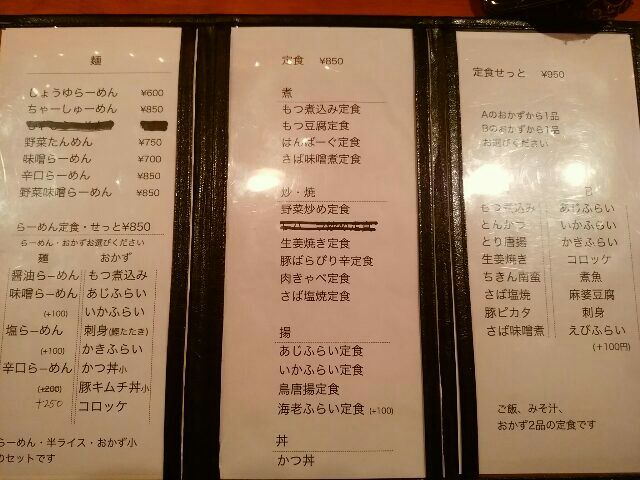 麺
しょうゆらーめん ¥600
ちゃーしゅーめん ¥850
野菜たんめん ¥750
味噌らーめん ¥700
辛口らーめん ¥850
野菜味噌らーめん ¥850
らーめん定食・せっと¥850
らーめん・おかずお選びください
麺 おかず
醤油らーめん もつ煮込み
味噌らーめん あじふらい
(+100) いかふらい
塩らーめん 刺身(鰹たたき)
(+100) かきふらい
辛口らーめん かつ丼小
(+200) 豚キムチ丼小
+250 コロッケ
らーめん・半ライス・おかず小
のセットです
定食 ¥850
煮
もつ煮込み定食
もつ豆腐定食
はんばーぐ定食
さば味噌煮定食
炒・焼
野菜炒め定食
生姜焼き定食
豚ばらぴり辛定食
肉きゃべ定食
さば塩焼定食
揚
あじふらい定食
いかふらい定食
鳥唐揚定食
海老ふらい定食 (+100)
丼
かつ丼
定食せっと ¥950
Aのおかずから1品
Bのおかずから1品
お選びください
B
もつ煮込み あじふらい
とんかつ いかふらい
とり唐揚 かきふらい
生姜焼き コロッケ
ちきん南蛮 煮魚
さば塩焼 麻婆豆腐
豚ピカタ 刺身
さば味噌煮 えびふらい
(+100円)
ご飯、みそ汁、
おかず2品の定食です